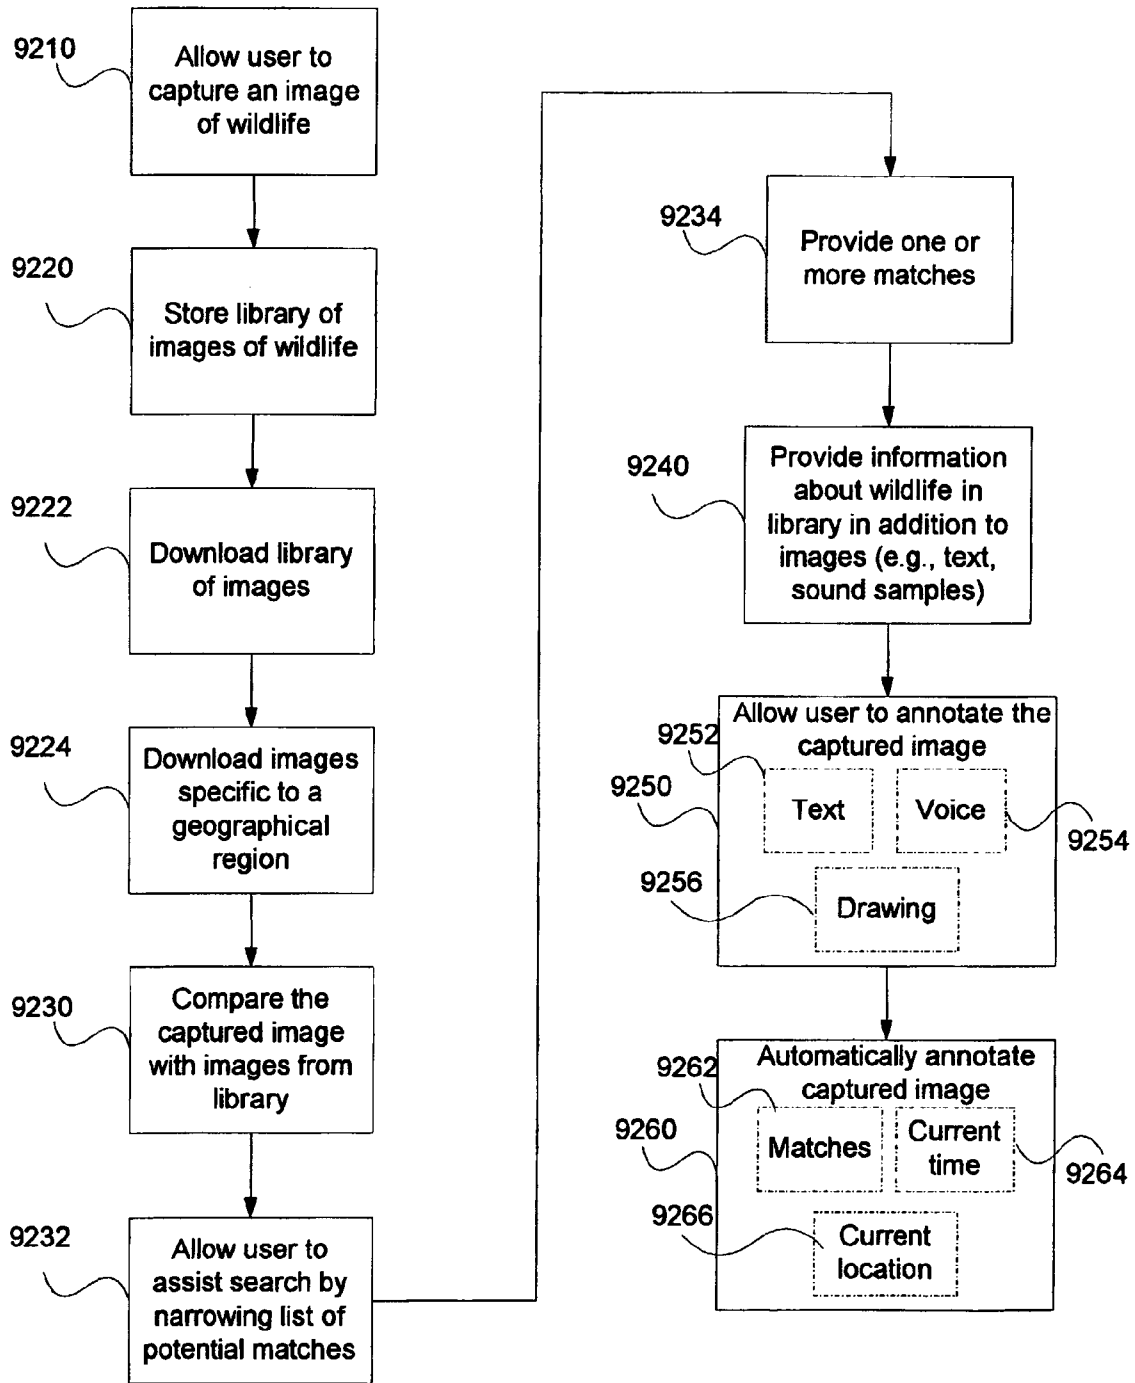 9210
Allow user to
capture an image
of wildlife
9220
Store library of
images of wildlife
9222
Download library
of images
9224
Download images
specific to a
geographical
region
9230
Compare the
captured image
with images from
library
9232
Allow user to
assist search by
narrowing list of
potential matches
9234
Provide one or
more matches
9240
Provide information
about wildlife in
library in addition to
images (e.g., text,
sound samples)
9250
Allow user to annotate the
captured image
9252
Text
Voice
9254
9256
Drawing
9260
Automatically annotate
captured image
9262
Matches
Current
time
9264
9266
Current
location